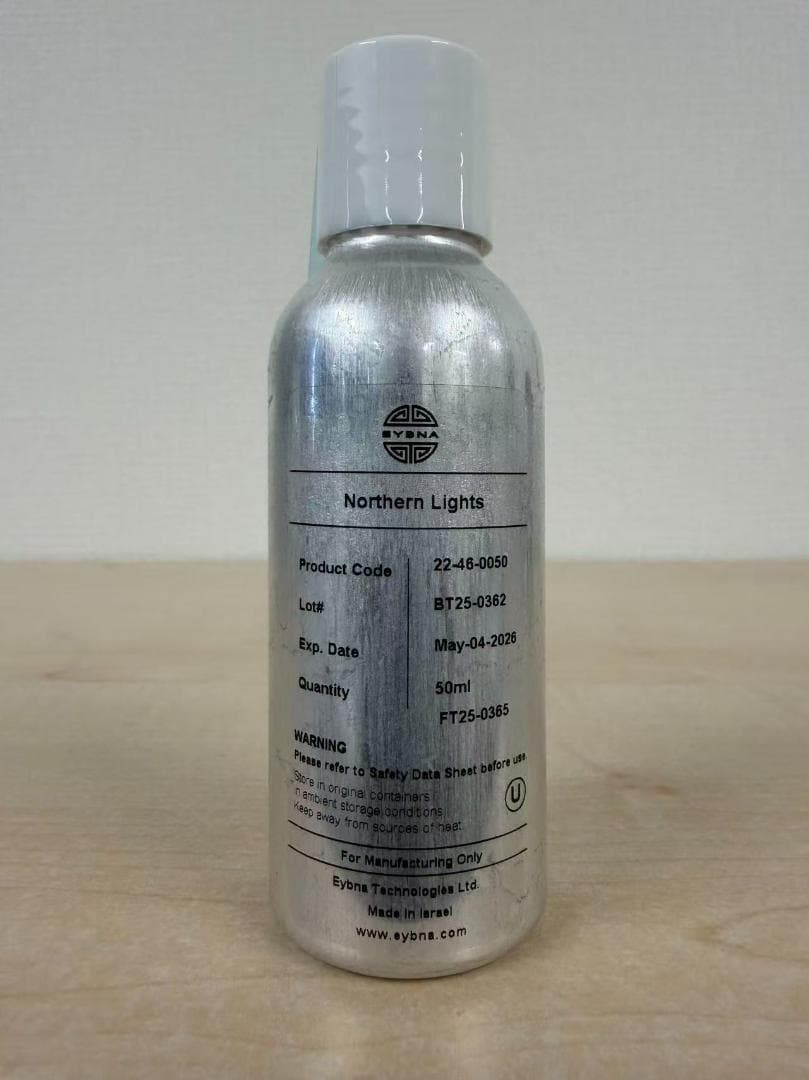 EYBNA
Northern Lights
Product Code 22-46-0050
Lot# BT25-0362
Exp. Date May-04-2026
Quantity 50ml
FT25-0365
WARNING
Please refer to Safety Data Sheet before use.
Store in original containers
in ambient storage conditions
Keep away from sources of heat
U
For Manufacturing Only
Eybna Technologies Ltd.
Made in Israel
www.eybna.com